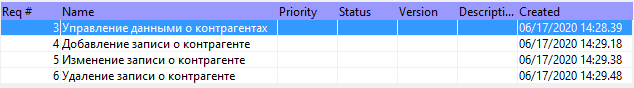 Req # Name Priority Status Version Descripti... Created
3 Управление данными о контрагентах 06/17/2020 14:28.39
4 Добавление записи о контрагенте 06/17/2020 14:29.18
5 Изменение записи о контрагенте 06/17/2020 14:29.38
6 Удаление записи о контрагенте 06/17/2020 14:29.48